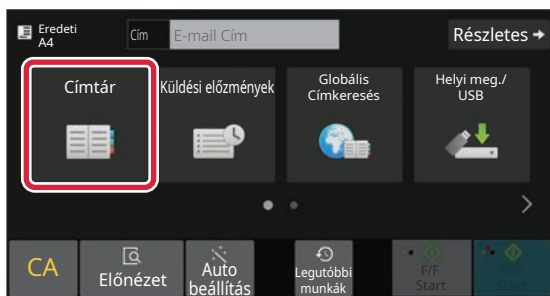 Eredeti
A4
Cím
E-mail Cím
Részletes
Címtár
Küldési előzmények
Globális
Címkeresés
Helyi meg./
USB
CA
Előnézet
Auto
beállítás
Legutóbbi
munkák
F/F
Start
Szín
Start